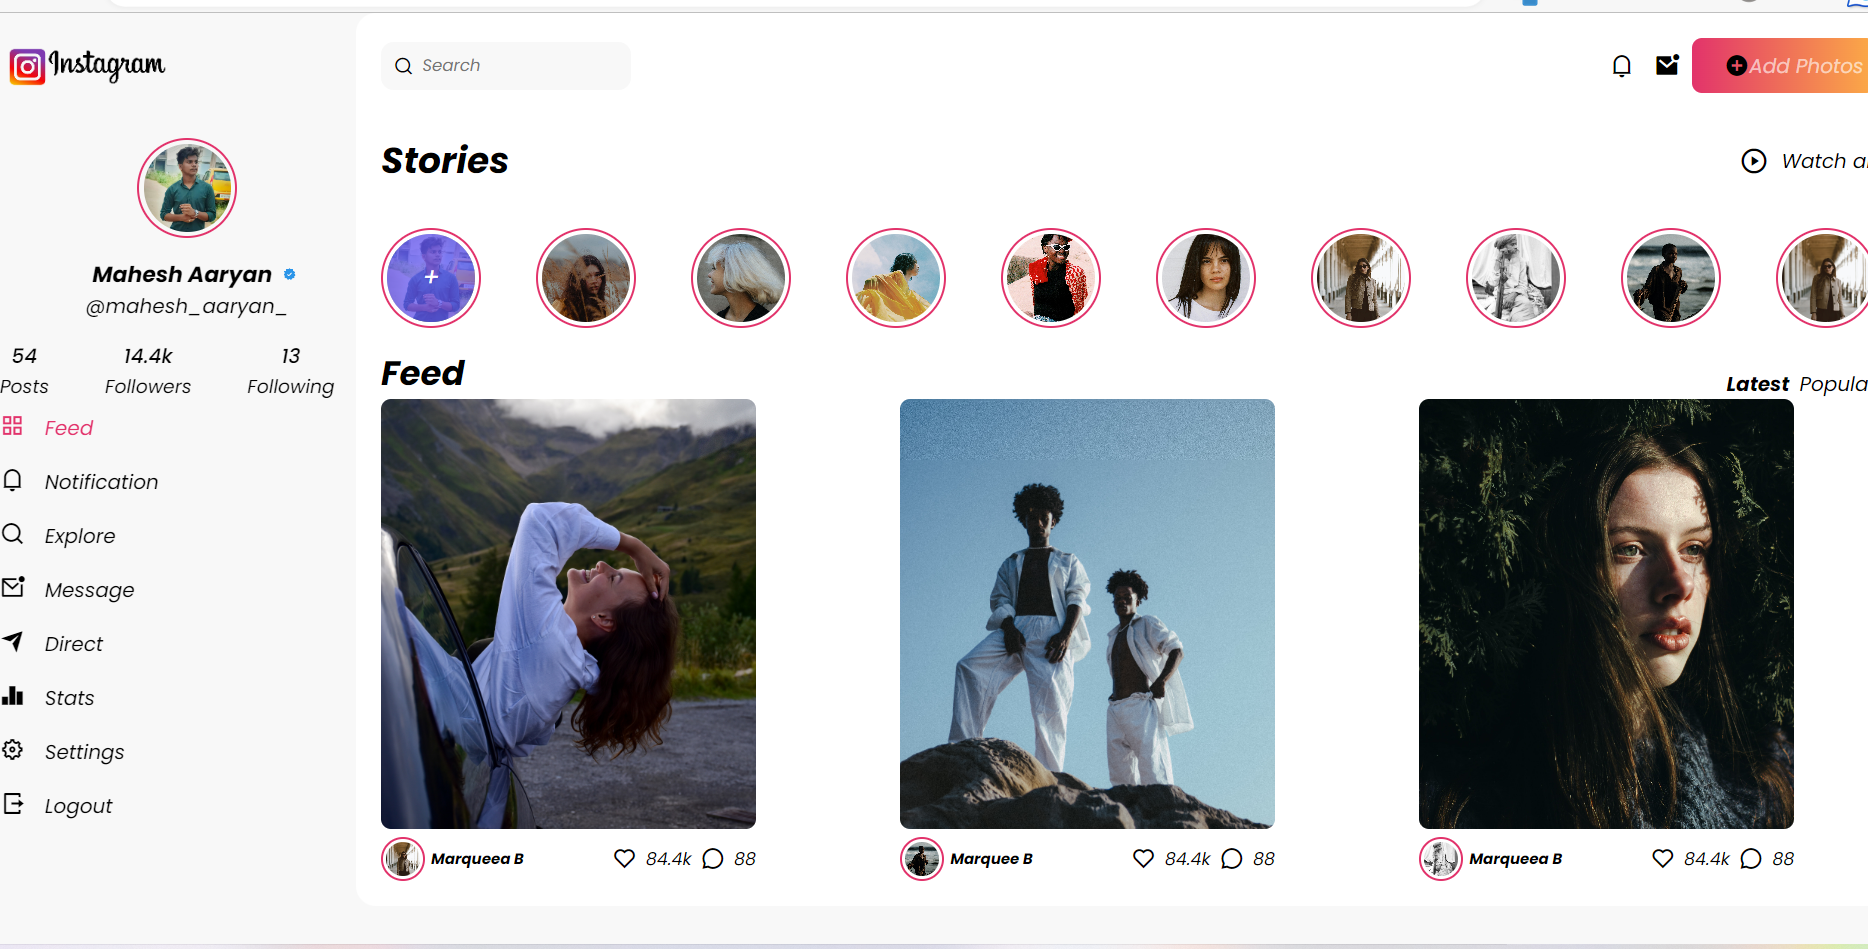 Instagram
Search
Add Photos
Mahesh Aaryan
@mahesh_aaryan_
54 14.4k 13
Posts Followers Following
Feed
Notification
Explore
Message
Direct
Stats
Settings
Logout
Stories
Watch
+
Feed
Latest Popula
Marqueea B 84.4k 88
Marquee B 84.4k 88
Marqueea B 84.4k 88